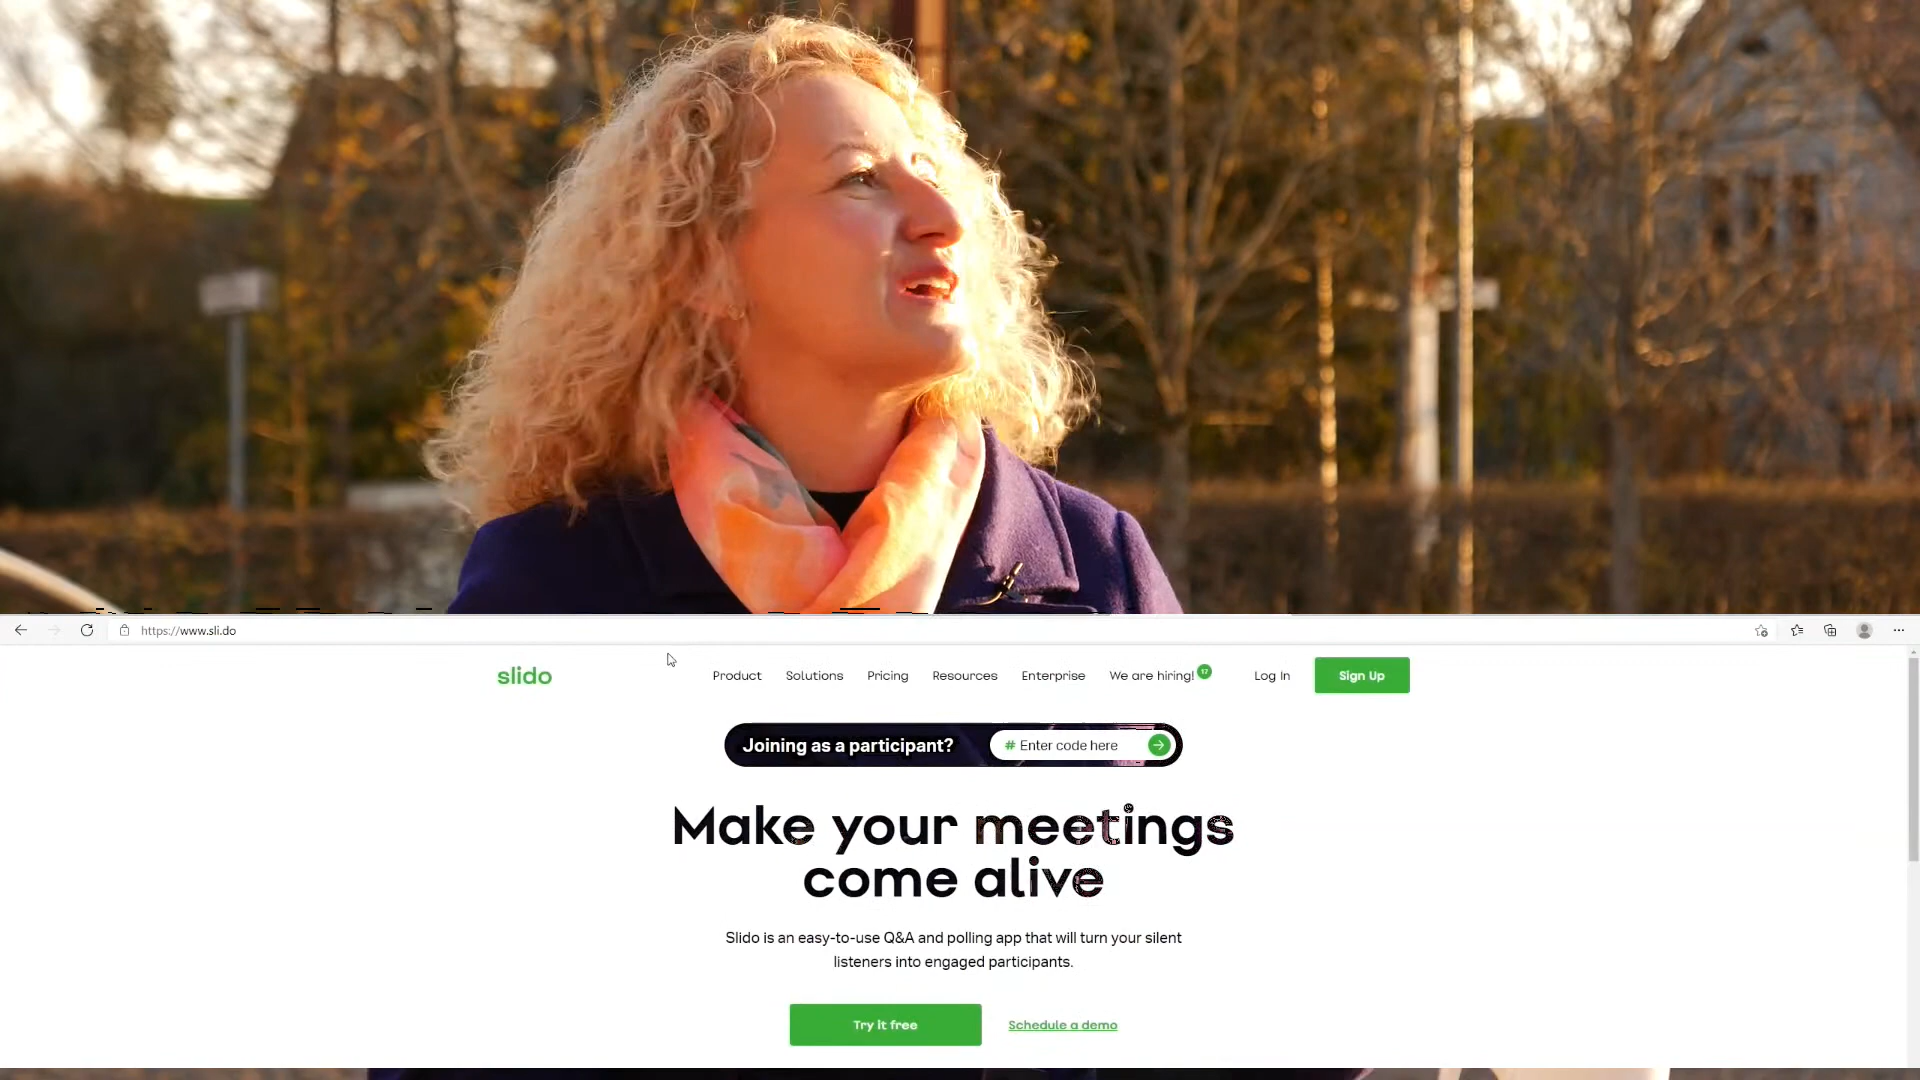 https://www.sli.do
slido
Product
Solutions
Pricing
Resources
Enterprise
We are hiring! 17
Log In
Sign Up
Joining as a participant?
# Enter code here
Make your meetings
come alive
Slido is an easy-to-use Q&A and polling app that will turn your silent
listeners into engaged participants.
Try it free
Schedule a demo